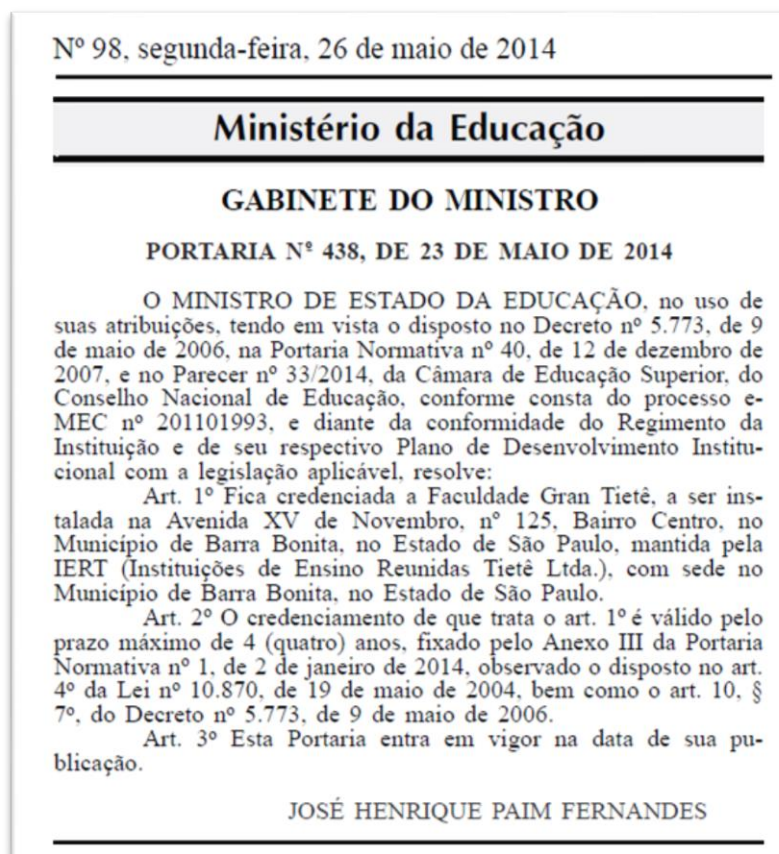 Nº 98, segunda-feira, 26 de maio de 2014
Ministério da Educação
GABINETE DO MINISTRO
PORTARIA Nº 438, DE 23 DE MAIO DE 2014
O MINISTRO DE ESTADO DA EDUCAÇÃO, no uso de
suas atribuições, tendo em vista o disposto no Decreto nº 5.773, de 9
de maio de 2006, na Portaria Normativa nº 40, de 12 de dezembro de
2007, e no Parecer nº 33/2014, da Câmara de Educação Superior, do
Conselho Nacional de Educação, conforme consta do processo e-
MEC nº 201101993, e diante da conformidade do Regimento da
Instituição e de seu respectivo Plano de Desenvolvimento Institu-
cional com a legislação aplicável, resolve:
Art. 1º Fica credenciada a Faculdade Gran Tietê, a ser ins-
talada na Avenida XV de Novembro, nº 125, Bairro Centro, no
Município de Barra Bonita, no Estado de São Paulo, mantida pela
IERT (Instituições de Ensino Reunidas Tietê Ltda.), com sede no
Município de Barra Bonita, no Estado de São Paulo.
Art. 2º O credenciamento de que trata o art. 1º é válido pelo
prazo máximo de 4 (quatro) anos, fixado pelo Anexo III da Portaria
Normativa nº 1, de 2 de janeiro de 2014, observado o disposto no art.
4º da Lei nº 10.870, de 19 de maio de 2004, bem como o art. 10, §
7º, do Decreto nº 5.773, de 9 de maio de 2006.
Art. 3º Esta Portaria entra em vigor na data de sua pu-
blicação.
JOSÉ HENRIQUE PAIM FERNANDES